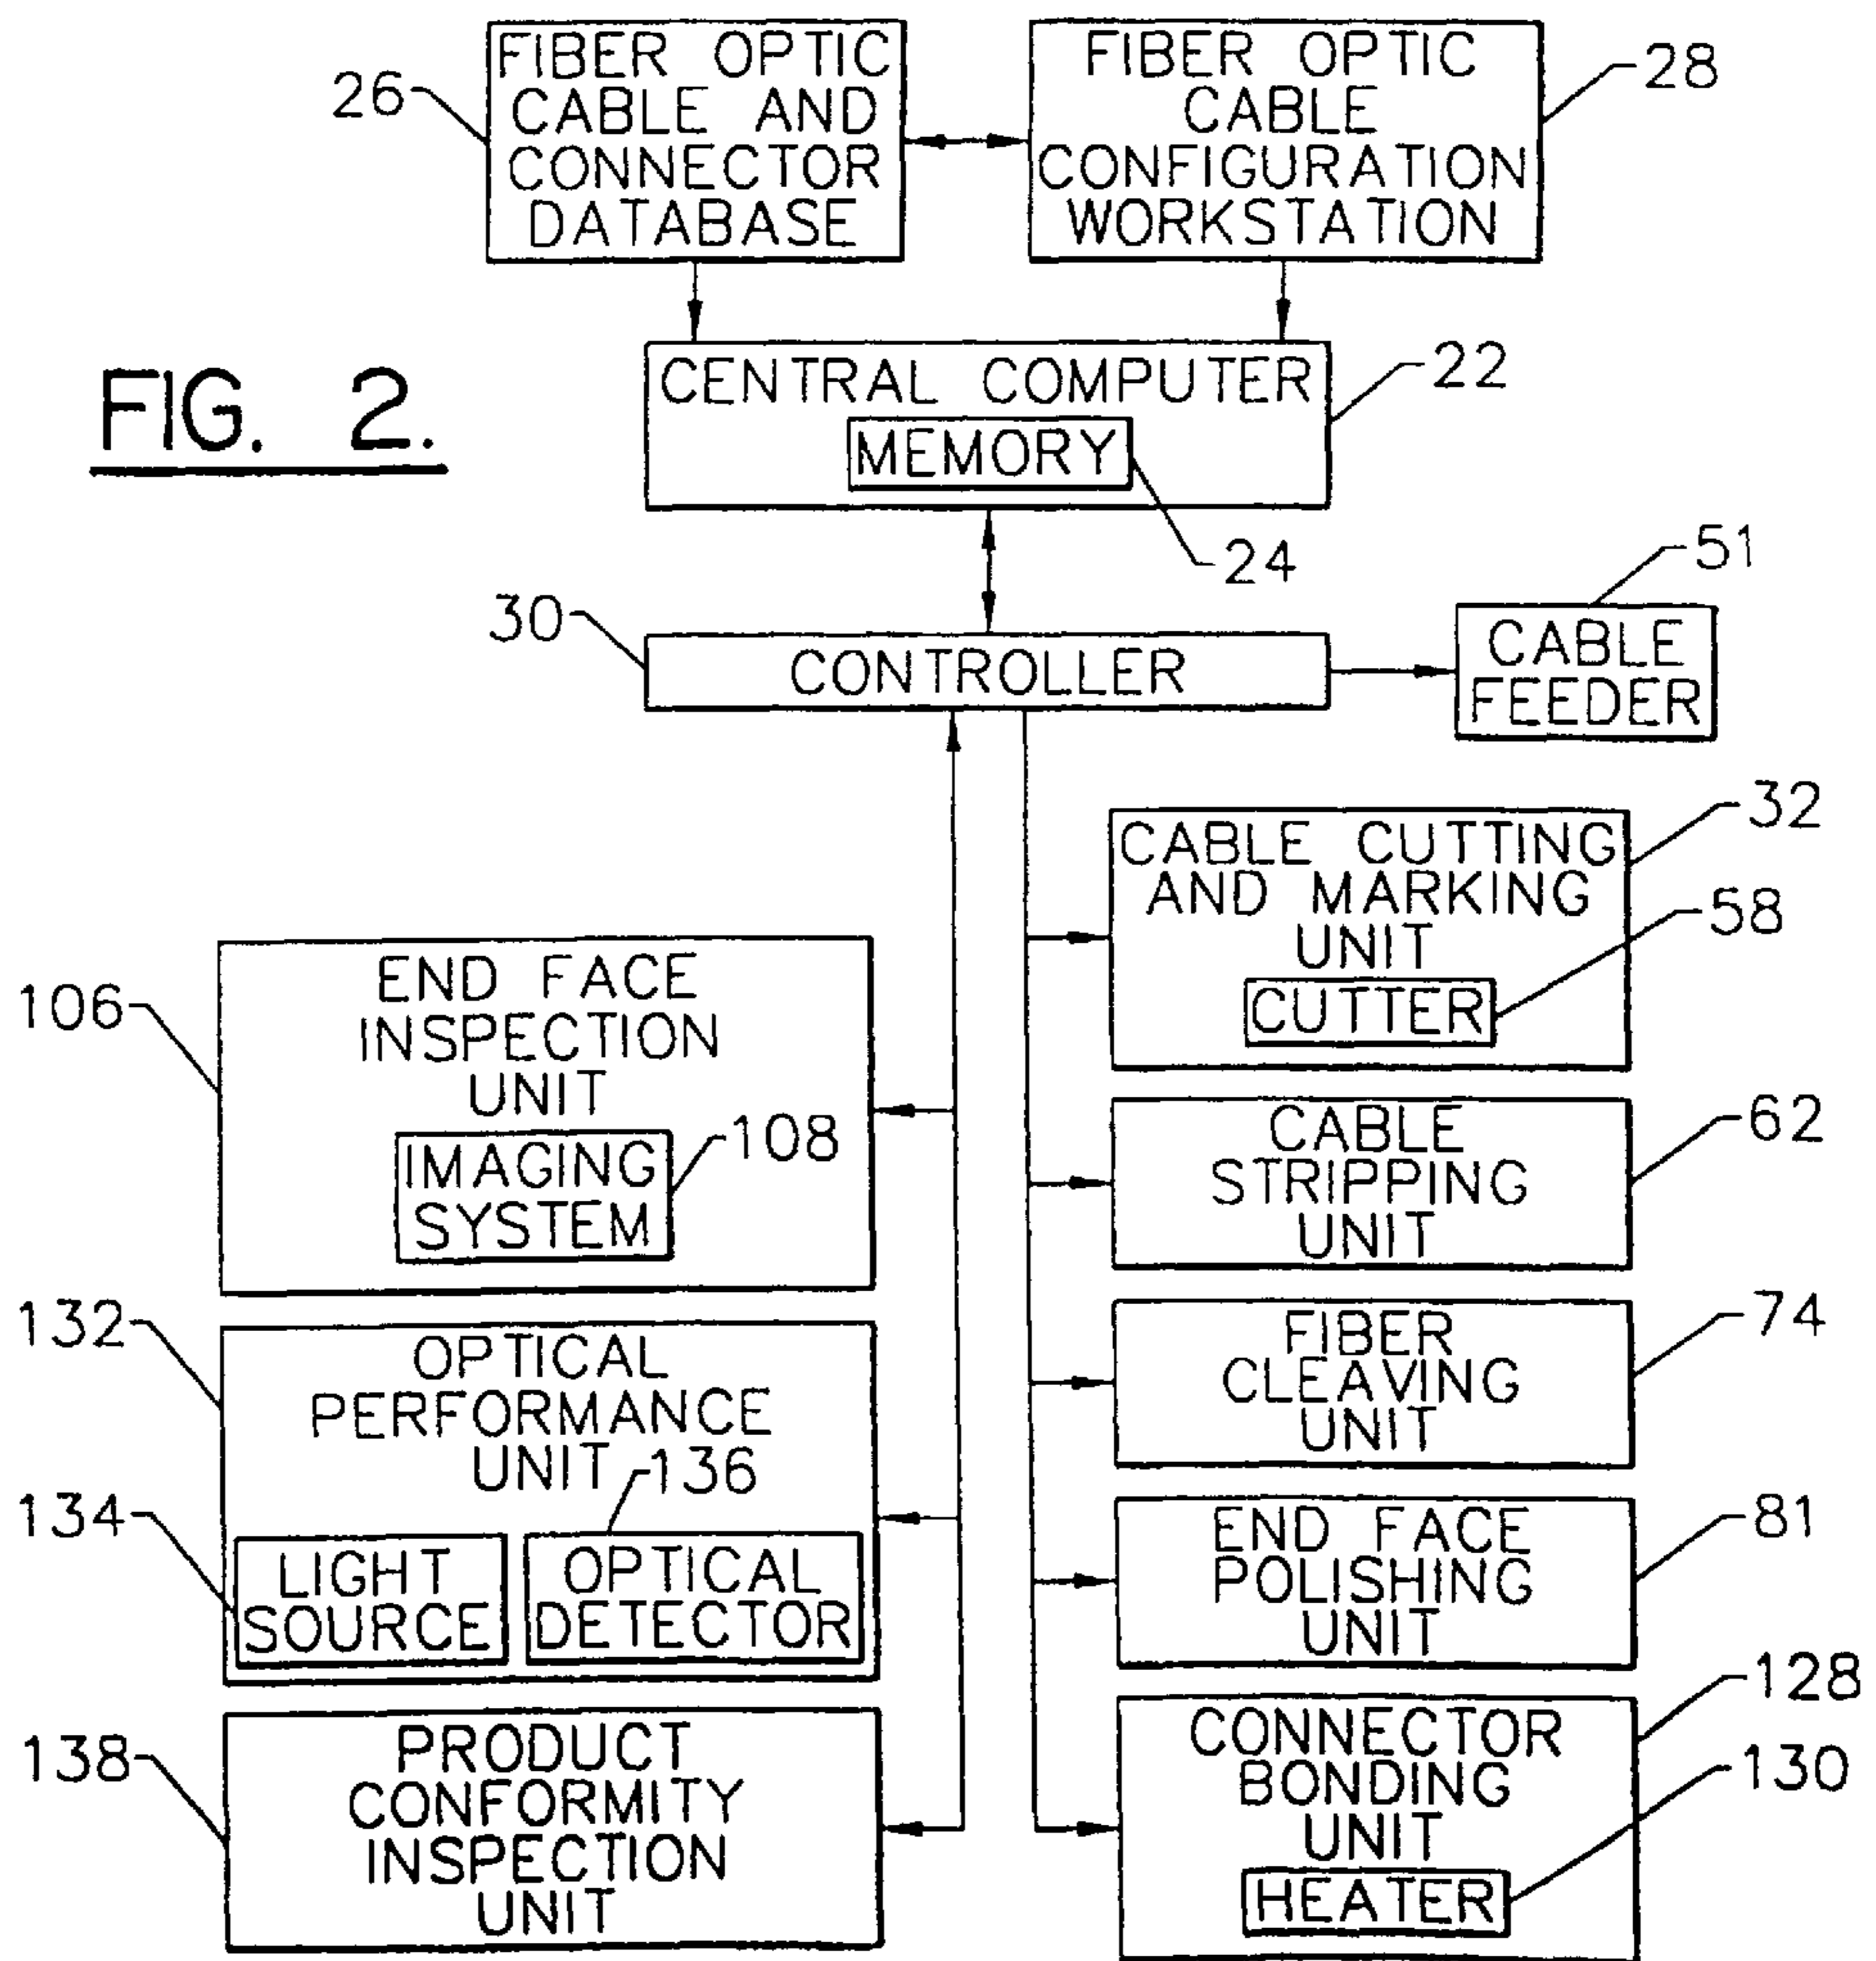 FIBER OPTIC
CABLE AND
CONNECTOR
DATABASE
26
FIBER OPTIC
CABLE
CONFIGURATION
WORKSTATION
28
FIG. 2.
CENTRAL COMPUTER
22
MEMORY
24
30
CONTROLLER
51
CABLE
FEEDER
CABLE CUTTING
AND MARKING
UNIT
32
CUTTER
58
106
END FACE
INSPECTION
UNIT
IMAGING
SYSTEM
108
CABLE
STRIPPING
UNIT
62
132
OPTICAL
PERFORMANCE
UNIT
134
LIGHT
SOURCE
136
OPTICAL
DETECTOR
FIBER
CLEAVING
UNIT
74
END FACE
POLISHING
UNIT
81
138
PRODUCT
CONFORMITY
INSPECTION
UNIT
CONNECTOR
BONDING
UNIT
128
HEATER
130